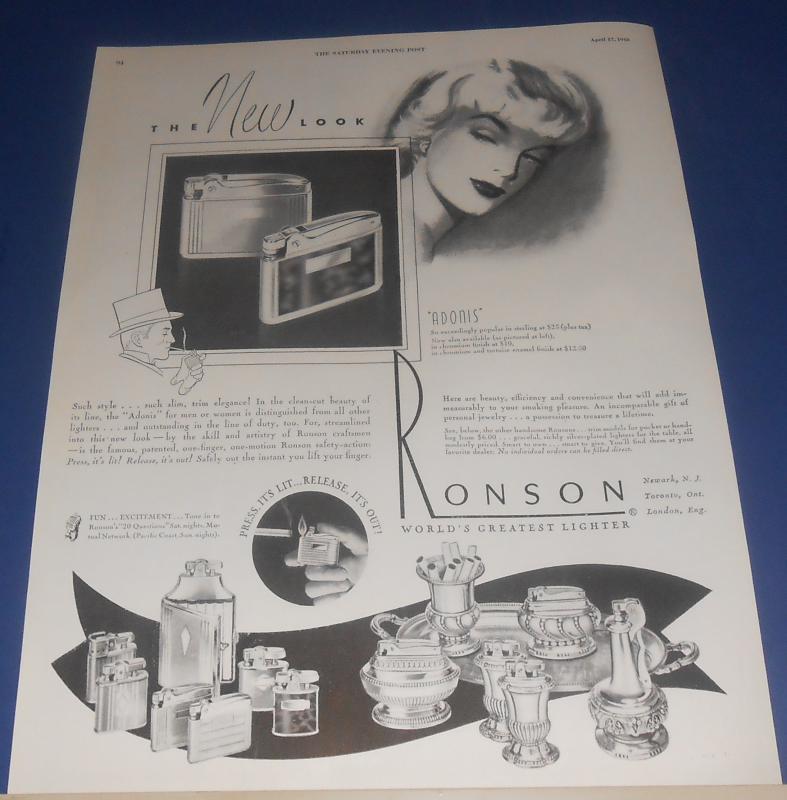 94
THE SATURDAY EVENING POST
April 17, 1948
THE New LOOK
"ADONIS"
So exceedingly popular in sterling at $25 (plus tax)
Now also available (as pictured at left),
in chromium finish at $10,
in chromium and tortoise enamel finish at $12.50
Such style . . . such slim, trim elegance! In the clean-cut beauty of
its line, the "Adonis" for men or women is distinguished from all other
lighters . . . and outstanding in the line of duty, too. For, streamlined
into this new look—by the skill and artistry of Ronson craftsmen
—is the famous, patented, one-finger, one-motion Ronson safety-action:
Press, it's lit! Release, it's out! Safely out the instant you lift your finger.
Here are beauty, efficiency and convenience that will add im-
measurably to your smoking pleasure. An incomparable gift of
personal jewelry . . . a possession to treasure a lifetime.
See, below, the other handsome Ronsons . . . trim models for pocket or hand-
bag from $6.00 . . . graceful, richly silver-plated lighters for the table, all
modestly priced. Smart to own . . . smart to give. You'll find them at your
favorite dealer. No individual orders can be filled direct.
RONSON ®
WORLD'S GREATEST LIGHTER
Newark, N. J.
Toronto, Ont.
London, Eng.
FUN . . . EXCITEMENT . . . Tune in to
Ronson's "20 Questions" Sat. nights, Mu-
tual Network (Pacific Coast, Sun. nights).
PRESS, IT'S LIT...RELEASE, IT'S OUT!